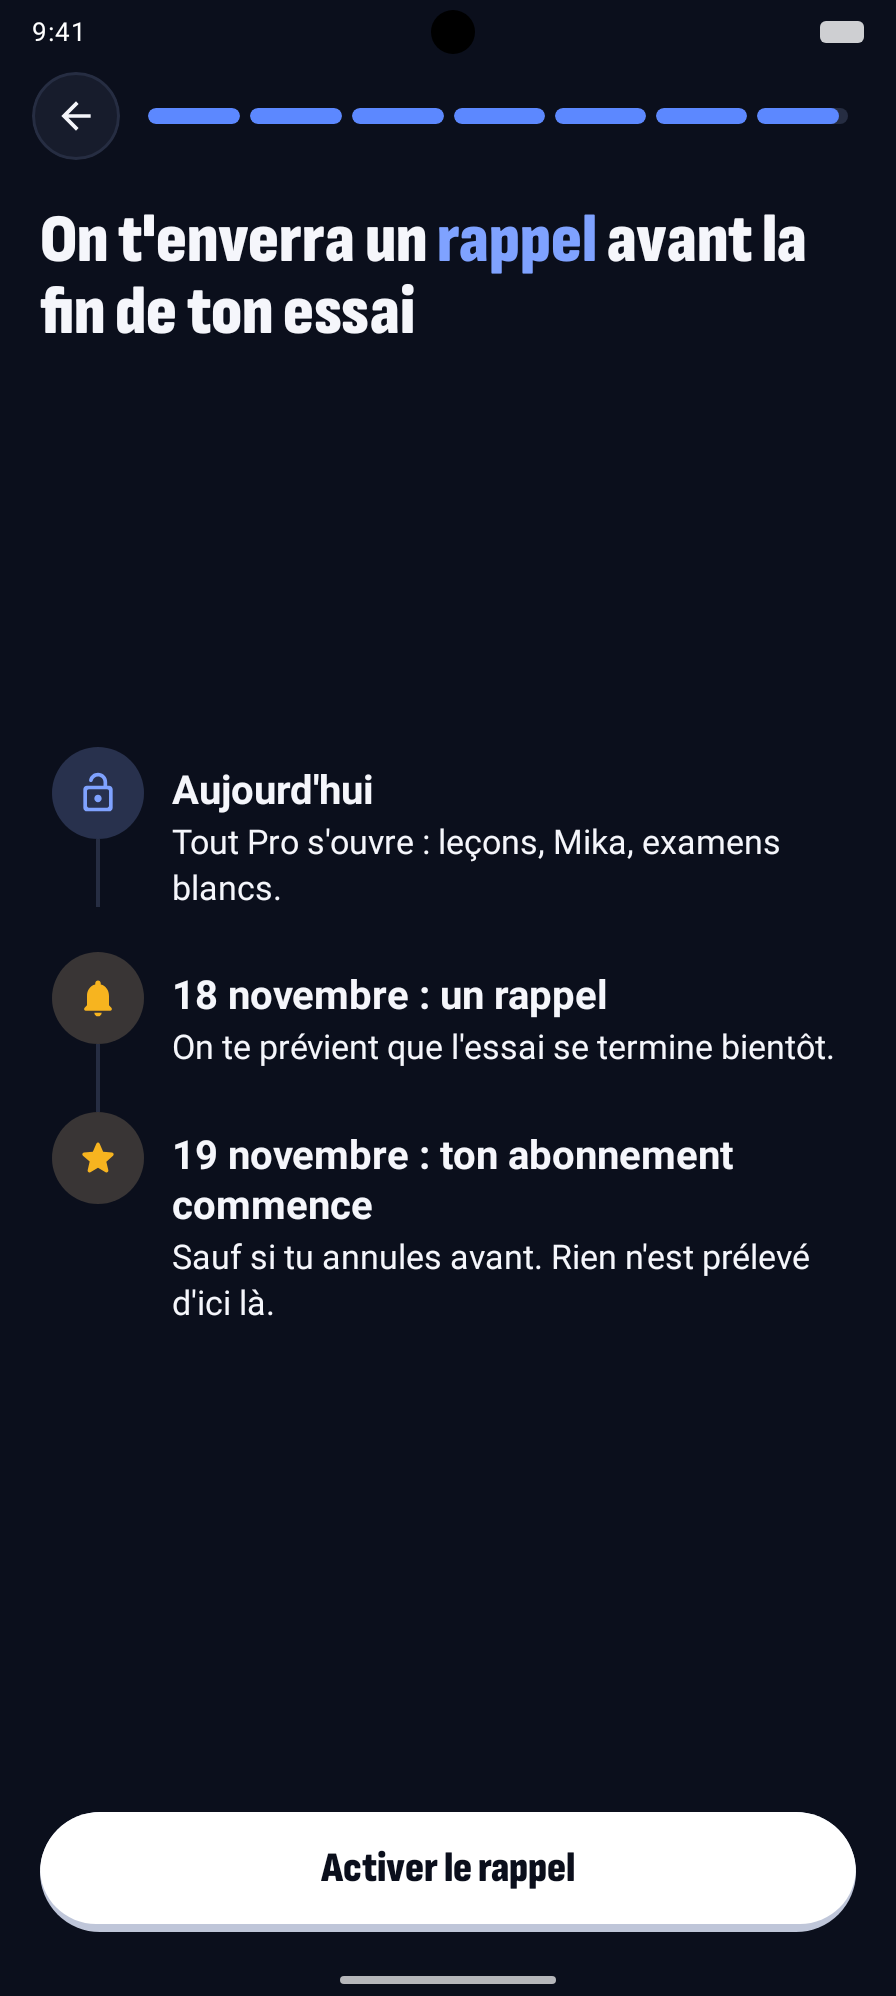 9:41
On t'enverra un rappel avant la
fin de ton essai
Aujourd'hui
Tout Pro s'ouvre : leçons, Mika, examens
blancs.
18 novembre : un rappel
On te prévient que l'essai se termine bientôt.
19 novembre : ton abonnement
commence
Sauf si tu annules avant. Rien n'est prélevé
d'ici là.
Activer le rappel